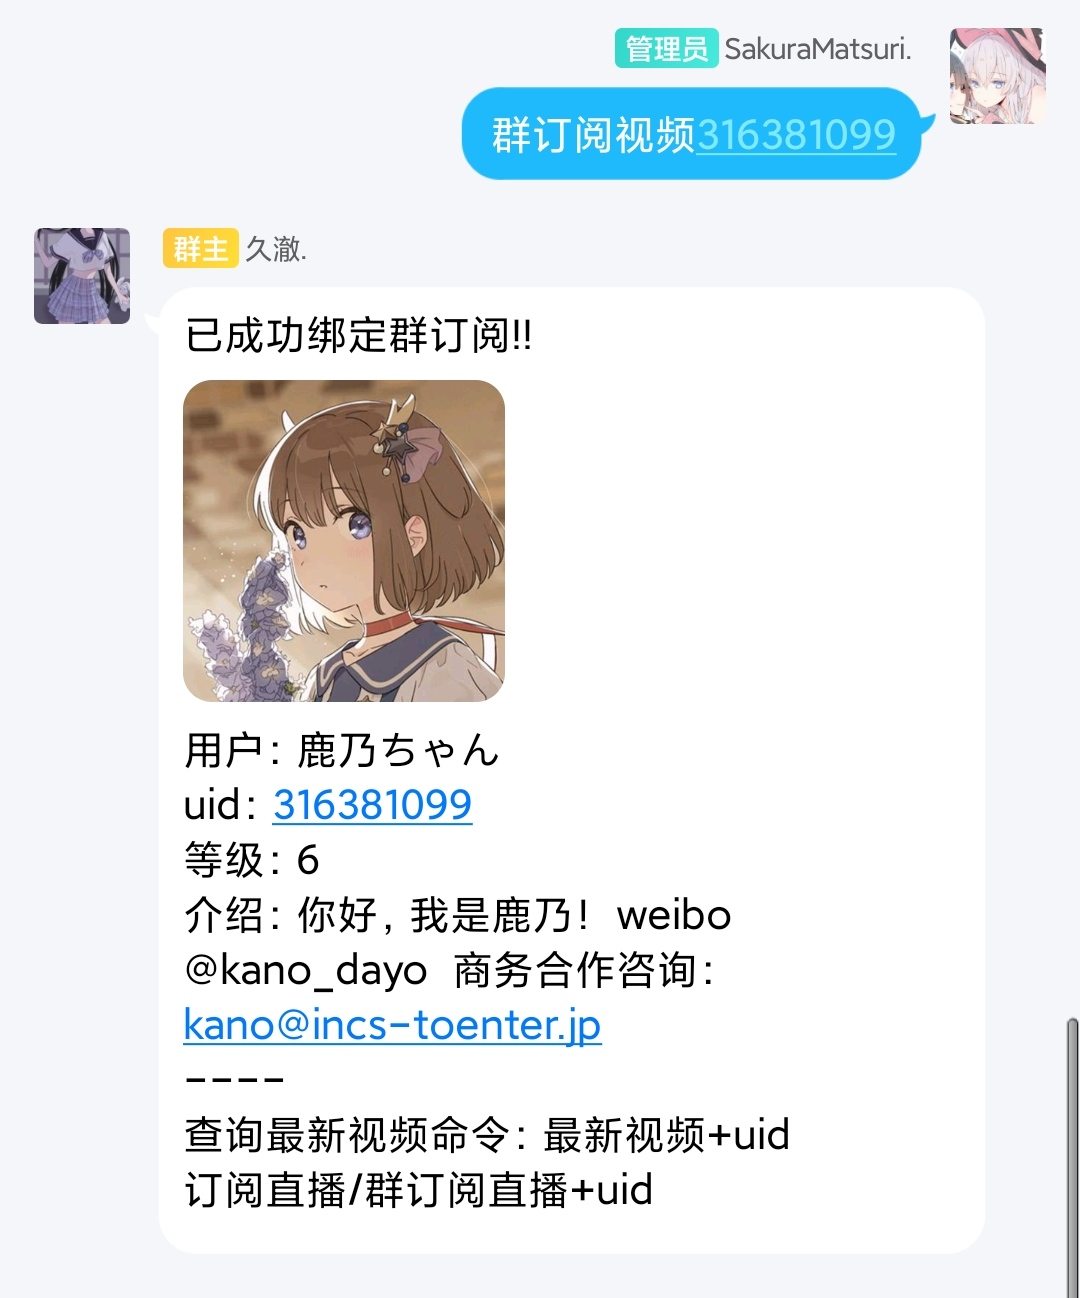 管理员 SakuraMatsuri.
群订阅视频316381099
群主 久澈.
已成功绑定群订阅!!
用户：鹿乃ちゃん
uid：316381099
等级：6
介绍：你好，我是鹿乃！ weibo
@kano_dayo 商务合作咨询：
kano@incs-toenter.jp
----
查询最新视频命令：最新视频+uid
订阅直播/群订阅直播+uid